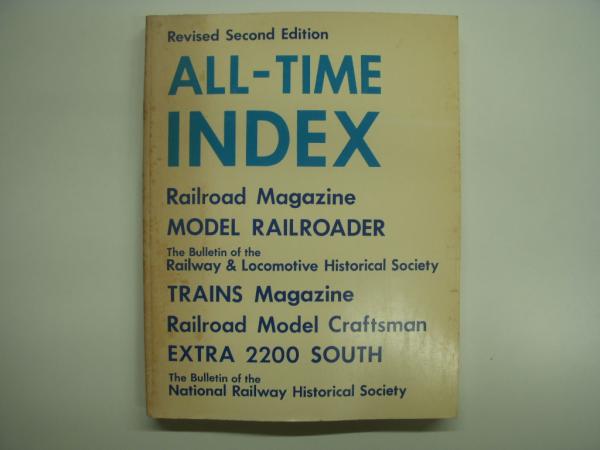 Revised Second Edition
ALL-TIME
INDEX
Railroad Magazine
MODEL RAILROADER
The Bulletin of the
Railway & Locomotive Historical Society
TRAINS Magazine
Railroad Model Craftsman
EXTRA 2200 SOUTH
The Bulletin of the
National Railway Historical Society